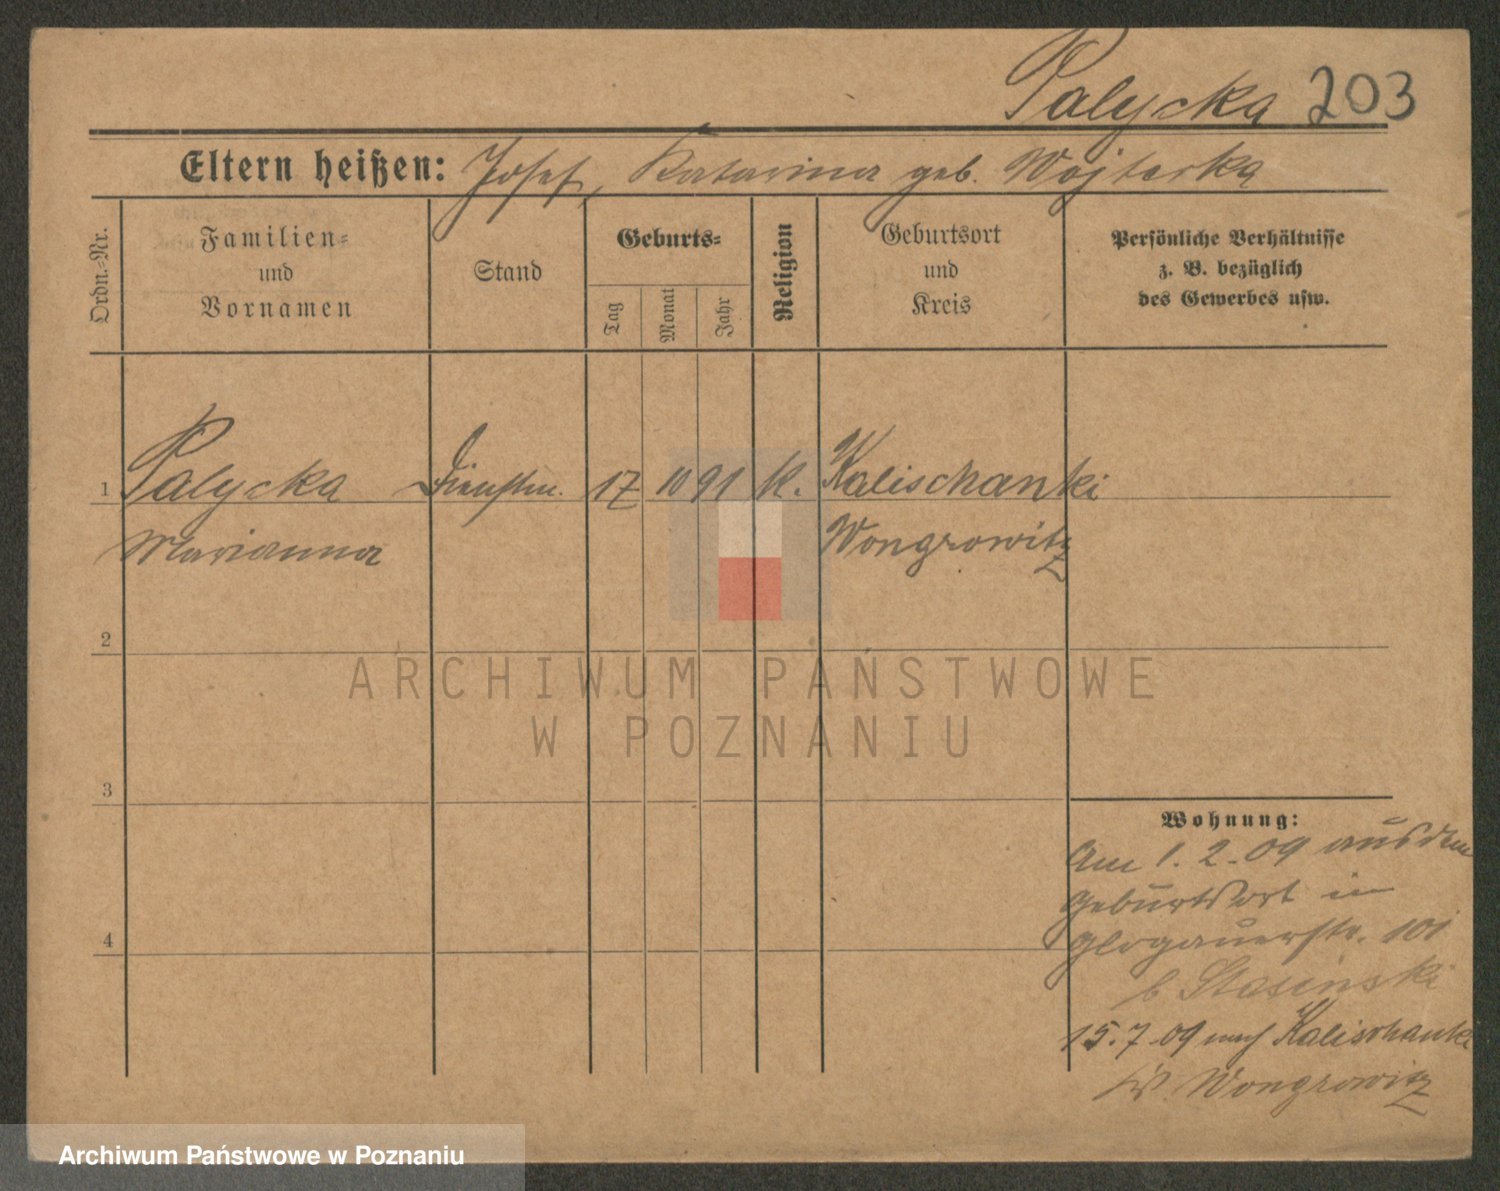 Palycka 203
Eltern heißen: Josef, Katarina geb. Wojterka
Ordn.-Nr.
Familien-
und
Vornamen
Stand
Geburts-
Tag
Monat
Jahr
Religion
Geburtsort
und
Kreis
Persönliche Verhältnisse
z. B. bezüglich
des Gewerbes usw.
1 Palycka Dienstm. 17 10 91 K. Kalischanki
Marianna Wongrowitz
2
3
4
Wohnung:
Am 1.2.09 aus dem
Geburtsort in
Glogauerstr. 101
b Stasinski
15.7.09 nach Kalischanki
Wongrowitz
ARCHIWUM PAŃSTWOWE
W POZNANIU
Archiwum Państwowe w Poznaniu